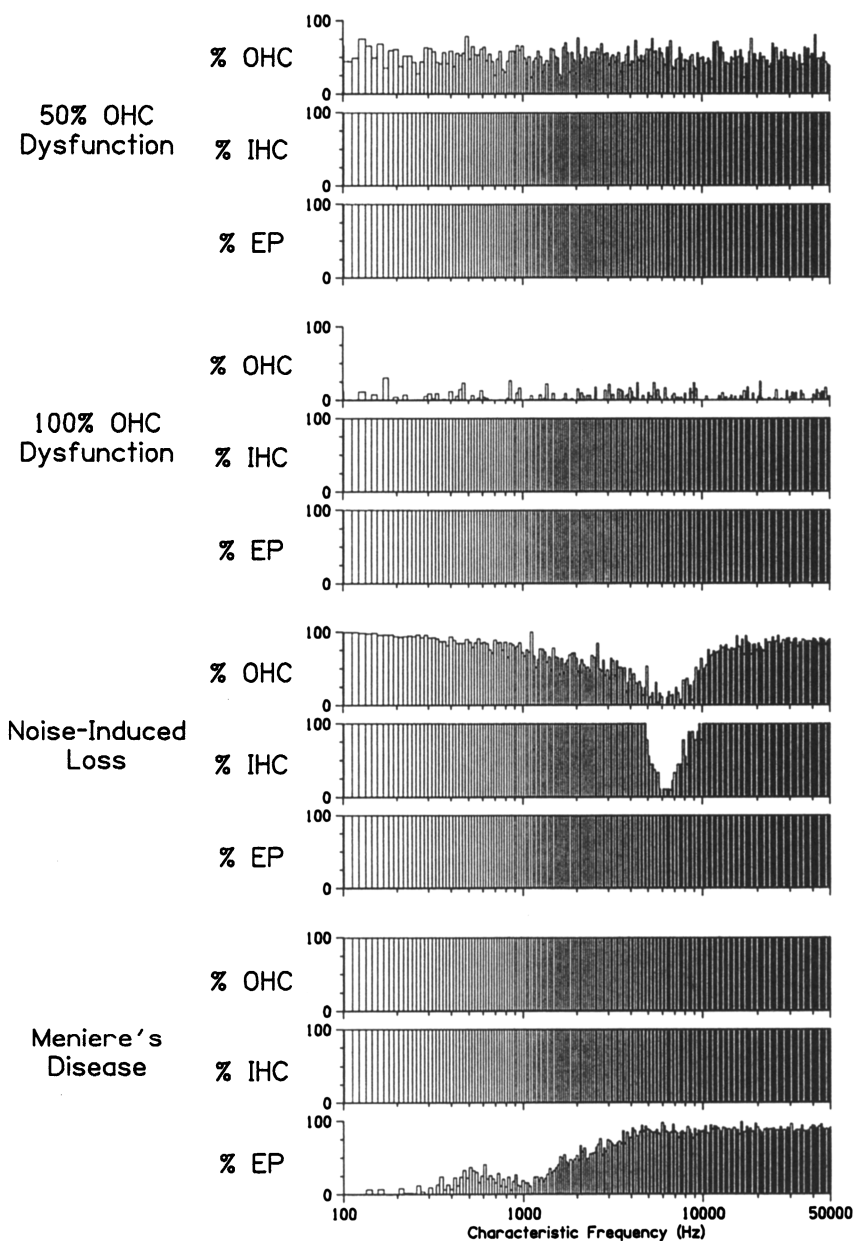 100
% OHC
0
50% OHC
Dysfunction
100
% IHC
0
100
% EP
0
100
% OHC
0
100% OHC
Dysfunction
100
% IHC
0
100
% EP
0
100
% OHC
0
Noise-Induced
Loss
100
% IHC
0
100
% EP
0
100
% OHC
0
Meniere's
Disease
100
% IHC
0
100
% EP
0
100 1000 10000 50000
Characteristic Frequency (Hz)